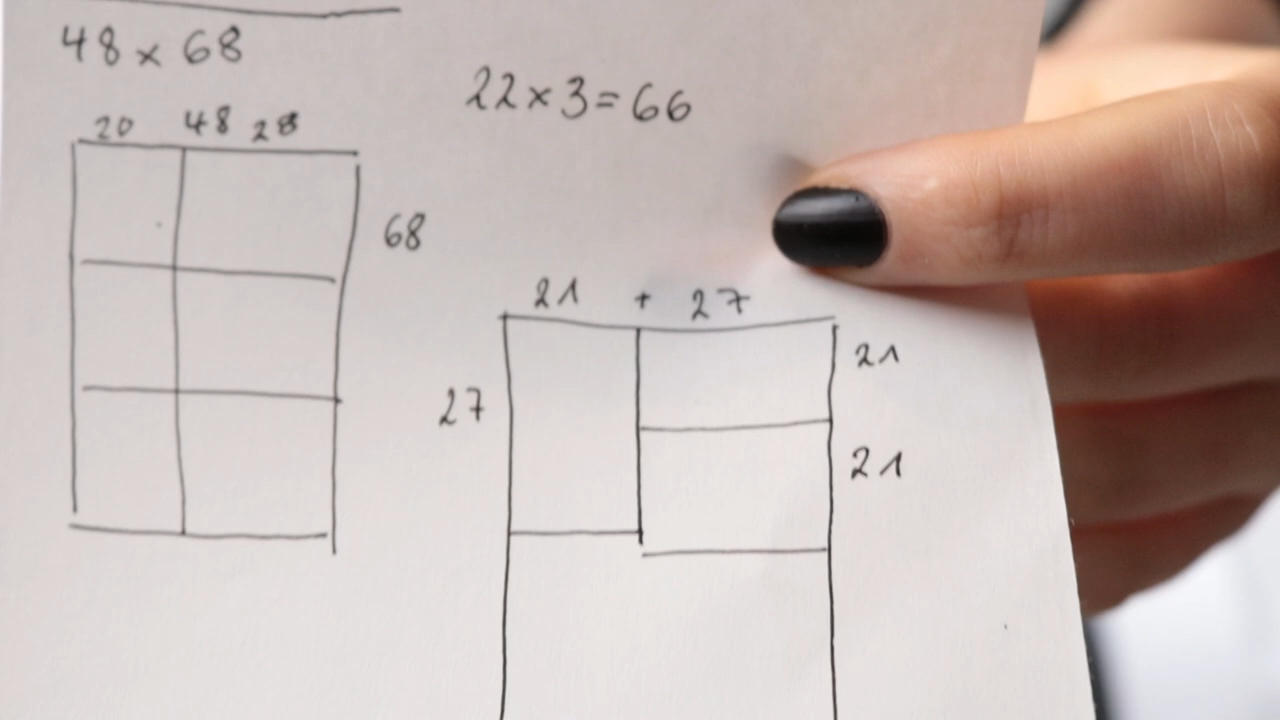 48 x 68
22 x 3 = 66
20 48 28
68
21 + 27
21
27
21